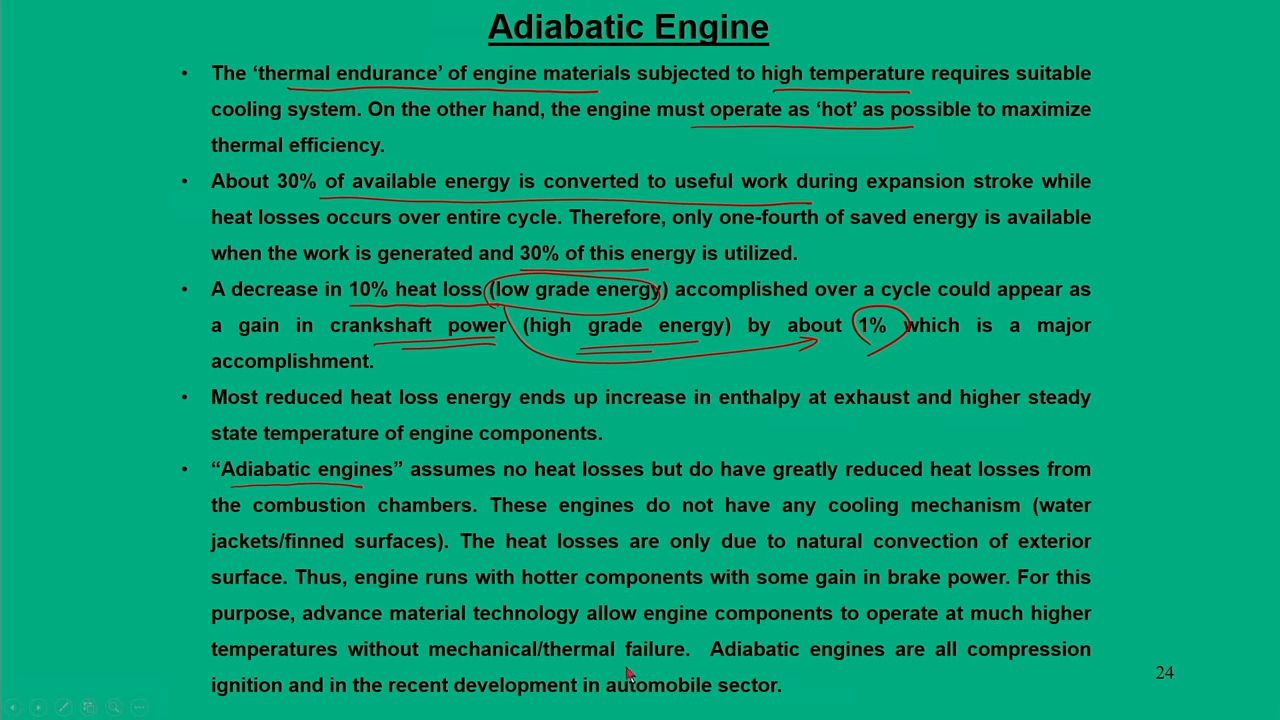 Adiabatic Engine
• The ‘thermal endurance’ of engine materials subjected to high temperature requires suitable
cooling system. On the other hand, the engine must operate as ‘hot’ as possible to maximize
thermal efficiency.
• About 30% of available energy is converted to useful work during expansion stroke while
heat losses occurs over entire cycle. Therefore, only one-fourth of saved energy is available
when the work is generated and 30% of this energy is utilized.
• A decrease in 10% heat loss (low grade energy) accomplished over a cycle could appear as
a gain in crankshaft power (high grade energy) by about 1% which is a major
accomplishment.
• Most reduced heat loss energy ends up increase in enthalpy at exhaust and higher steady
state temperature of engine components.
• “Adiabatic engines” assumes no heat losses but do have greatly reduced heat losses from
the combustion chambers. These engines do not have any cooling mechanism (water
jackets/finned surfaces). The heat losses are only due to natural convection of exterior
surface. Thus, engine runs with hotter components with some gain in brake power. For this
purpose, advance material technology allow engine components to operate at much higher
temperatures without mechanical/thermal failure. Adiabatic engines are all compression
ignition and in the recent development in automobile sector.
24